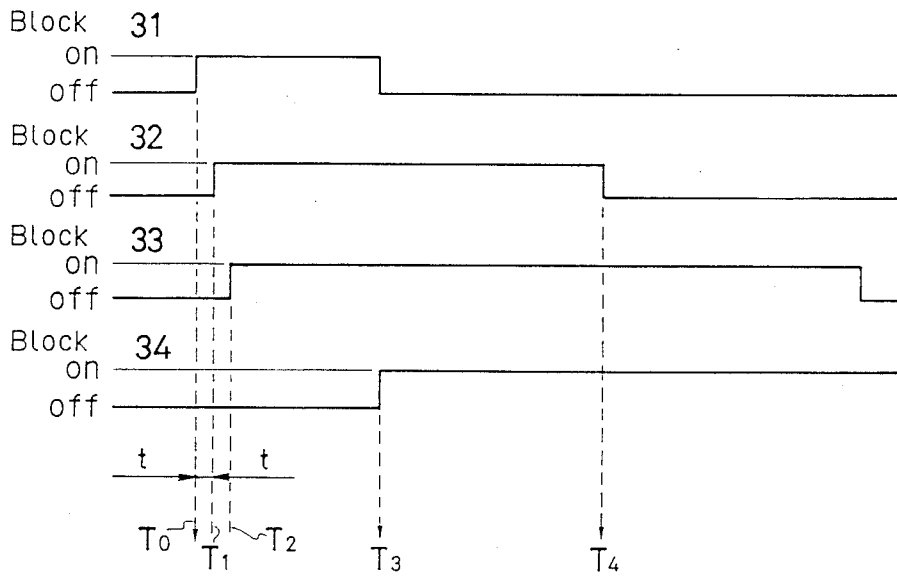 Block 31
on
off
Block 32
on
off
Block 33
on
off
Block 34
on
off
t t
T0 T1 T2 T3 T4